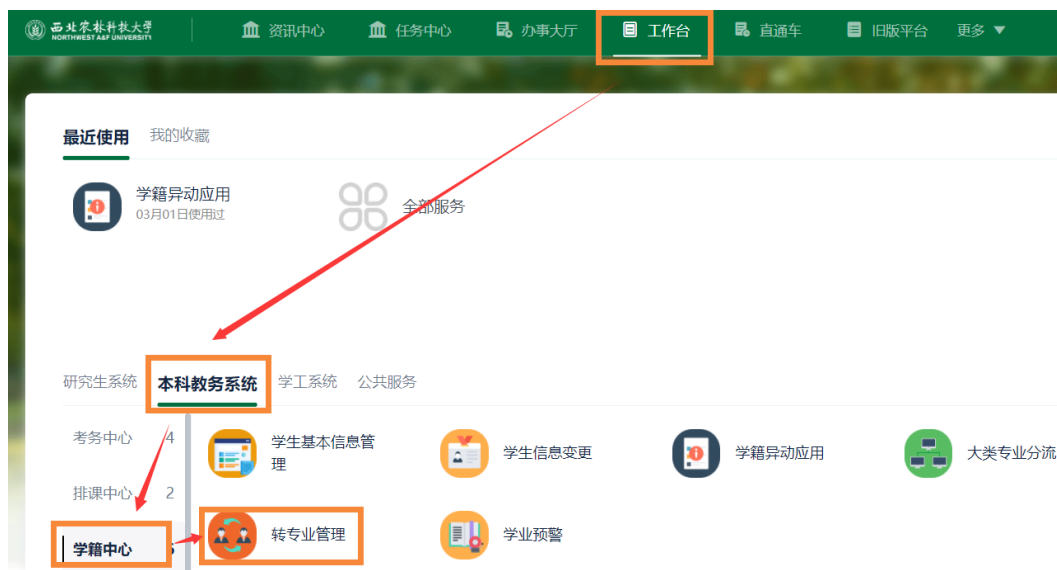 西北农林科技大学
NORTHWEST A&F UNIVERSITY
资讯中心 任务中心 办事大厅 工作台 直通车 旧版平台 更多
最近使用 我的收藏
学籍异动应用
03月01日使用过
全部服务
研究生系统 本科教务系统 学工系统 公共服务
考务中心 4
学生基本信息管
理
学生信息变更
学籍异动应用
大类专业分流
排课中心 2
学籍中心
转专业管理
学业预警